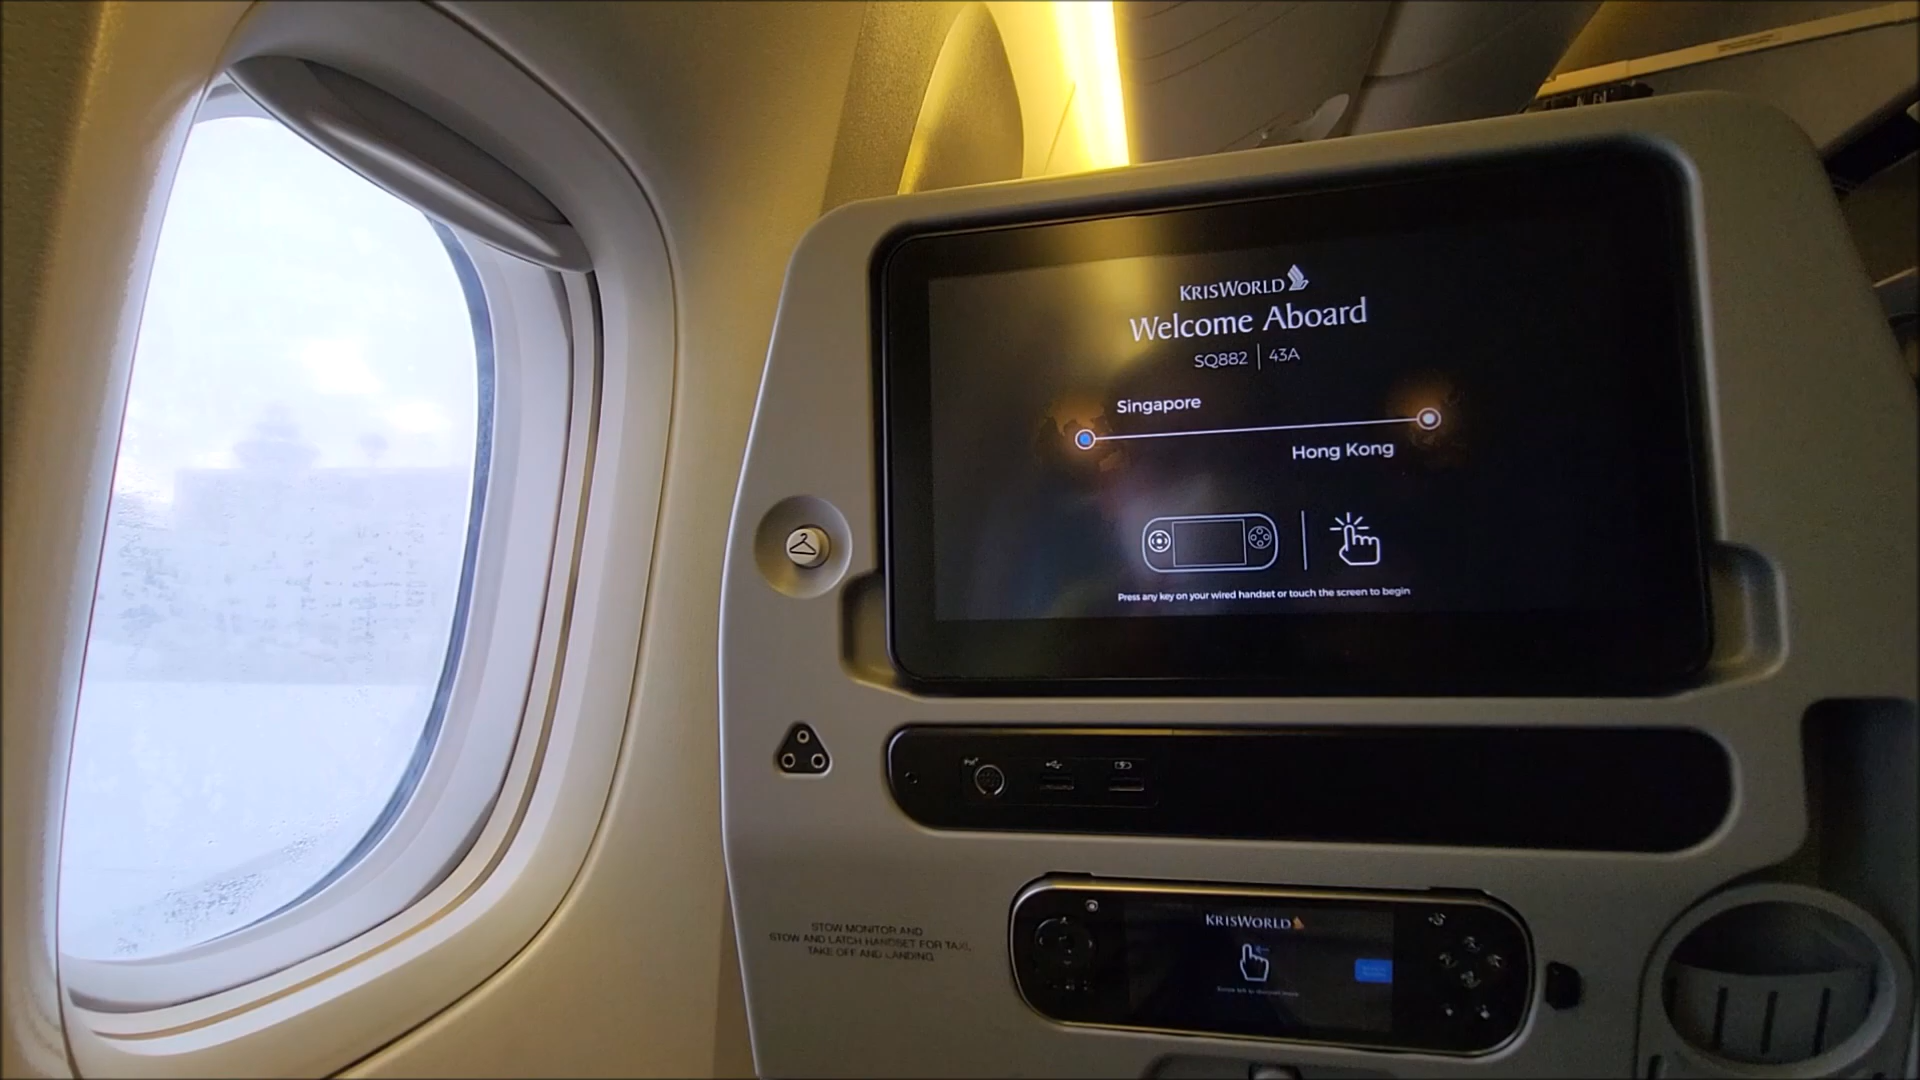 KRISWORLD
Welcome Aboard
SQ882 | 43A
Singapore
Hong Kong
Press any key on your wired handset or touch the screen to begin
STOW MONITOR AND
STOW AND LATCH HANDSET FOR TAXI,
TAKE OFF AND LANDING.
KRISWORLD